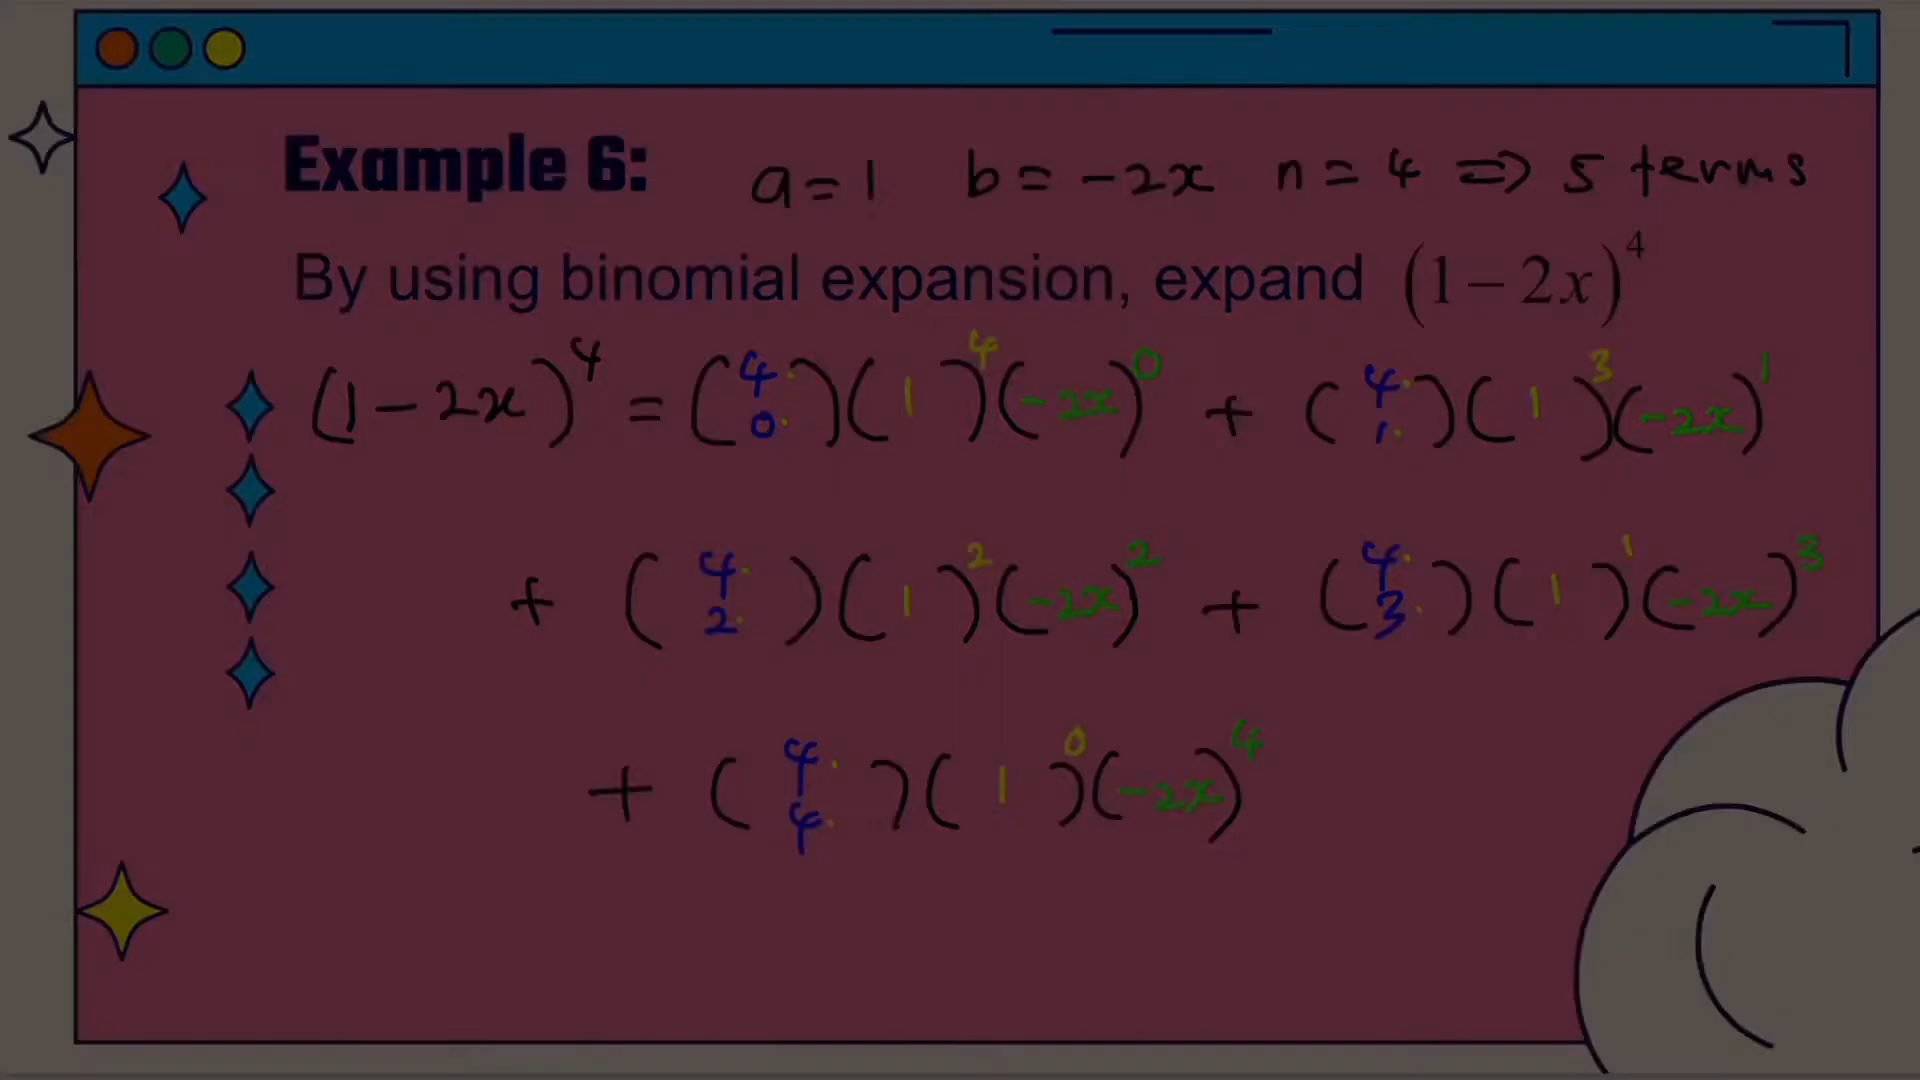 Example 6: a = 1 b = -2x n = 4 ⇒ 5 terms
By using binomial expansion, expand (1 − 2x)^4
(1 - 2x)^4 = (4 0)(1)^4(-2x)^0 + (4 1)(1)^3(-2x)^1
+ (4 2)(1)^2(-2x)^2 + (4 3)(1)^1(-2x)^3
+ (4 4)(1)^0(-2x)^4